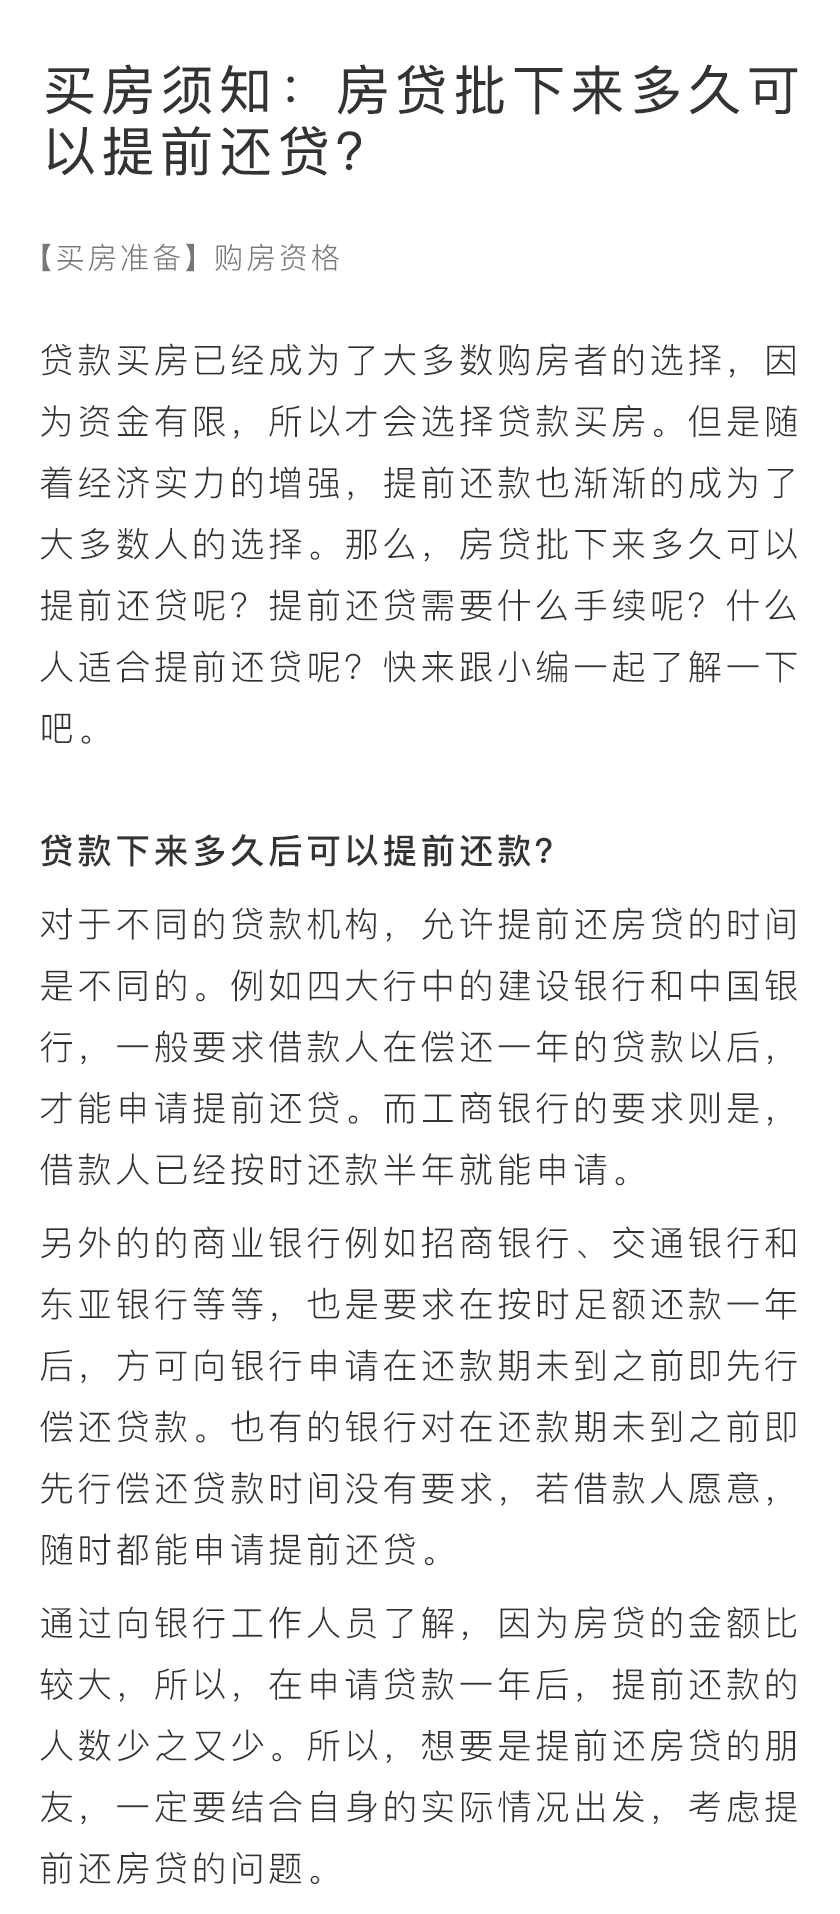 买房须知：房贷批下来多久可
以提前还贷？
【买房准备】购房资格
贷款买房已经成为了大多数购房者的选择，因
为资金有限，所以才会选择贷款买房。但是随
着经济实力的增强，提前还款也渐渐的成为了
大多数人的选择。那么，房贷批下来多久可以
提前还贷呢？提前还贷需要什么手续呢？什么
人适合提前还贷呢？快来跟小编一起了解一下
吧。
贷款下来多久后可以提前还款？
对于不同的贷款机构，允许提前还房贷的时间
是不同的。例如四大行中的建设银行和中国银
行，一般要求借款人在偿还一年的贷款以后，
才能申请提前还贷。而工商银行的要求则是，
借款人已经按时还款半年就能申请。
另外的的商业银行例如招商银行、交通银行和
东亚银行等等，也是要求在按时足额还款一年
后，方可向银行申请在还款期未到之前即先行
偿还贷款。也有的银行对在还款期未到之前即
先行偿还贷款时间没有要求，若借款人愿意，
随时都能申请提前还贷。
通过向银行工作人员了解，因为房贷的金额比
较大，所以，在申请贷款一年后，提前还款的
人数少之又少。所以，想要是提前还房贷的朋
友，一定要结合自身的实际情况出发，考虑提
前还房贷的问题。